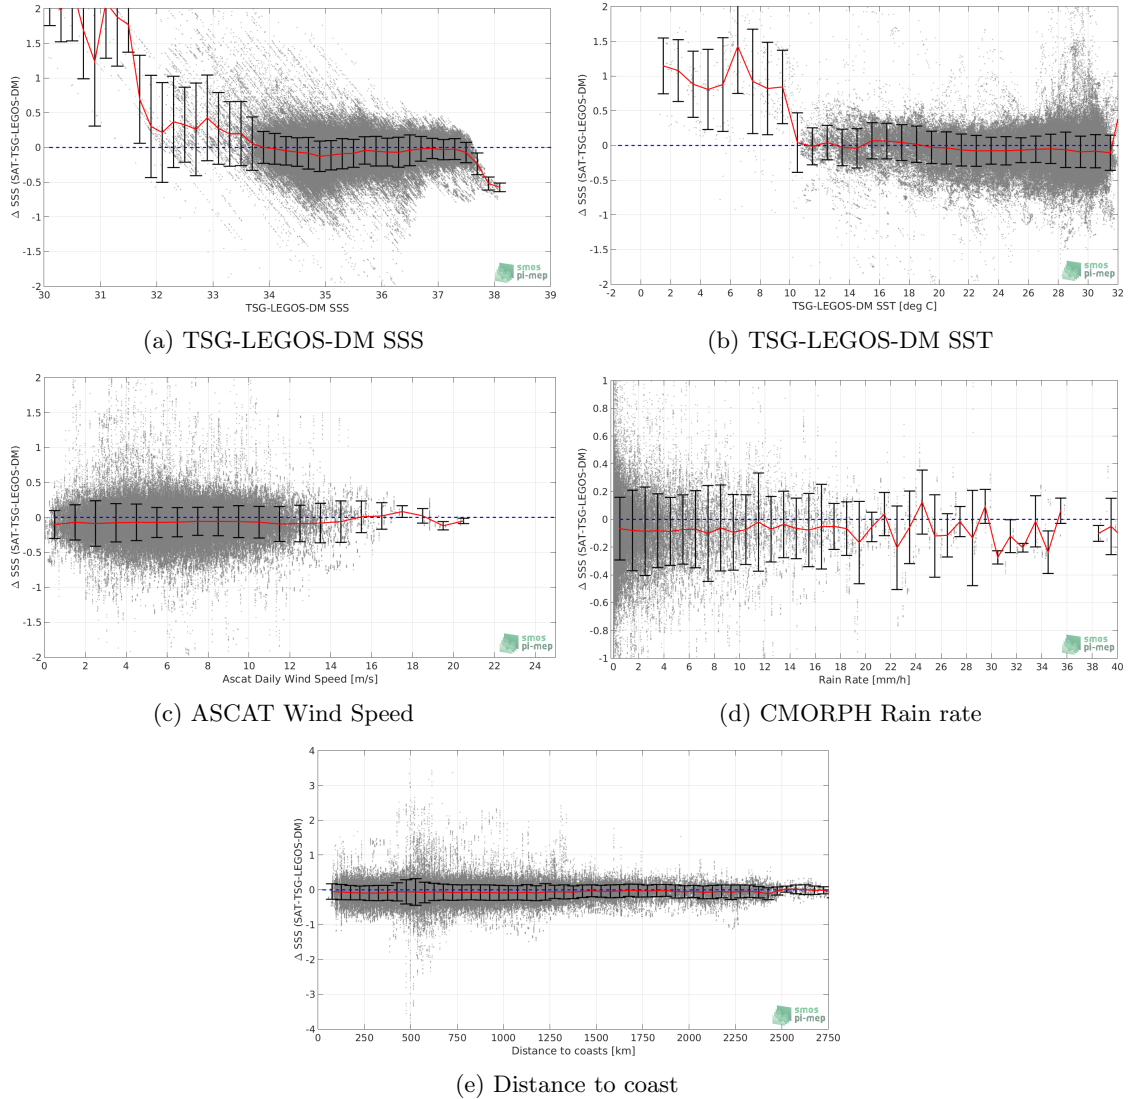 Δ SSS (SAT-TSG-LEGOS-DM)
2
1.5
1
0.5
0
-0.5
-1
-1.5
-2
30 31 32 33 34 35 36 37 38 39
TSG-LEGOS-DM SSS
smos
pi-mep
(a) TSG-LEGOS-DM SSS
Δ SSS (SAT-TSG-LEGOS-DM)
2
1.5
1
0.5
0
-0.5
-1
-1.5
-2
-2 0 2 4 6 8 10 12 14 16 18 20 22 24 26 28 30 32
TSG-LEGOS-DM SST [deg C]
smos
pi-mep
(b) TSG-LEGOS-DM SST
Δ SSS (SAT-TSG-LEGOS-DM)
2
1.5
1
0.5
0
-0.5
-1
-1.5
-2
0 2 4 6 8 10 12 14 16 18 20 22 24
Ascat Daily Wind Speed [m/s]
smos
pi-mep
(c) ASCAT Wind Speed
Δ SSS (SAT-TSG-LEGOS-DM)
1
0.8
0.6
0.4
0.2
0
-0.2
-0.4
-0.6
-0.8
-1
0 2 4 6 8 10 12 14 16 18 20 22 24 26 28 30 32 34 36 38 40
Rain Rate [mm/h]
smos
pi-mep
(d) CMORPH Rain rate
Δ SSS (SAT-TSG-LEGOS-DM)
4
3
2
1
0
-1
-2
-3
-4
0 250 500 750 1000 1250 1500 1750 2000 2250 2500 2750
Distance to coasts [km]
smos
pi-mep
(e) Distance to coast